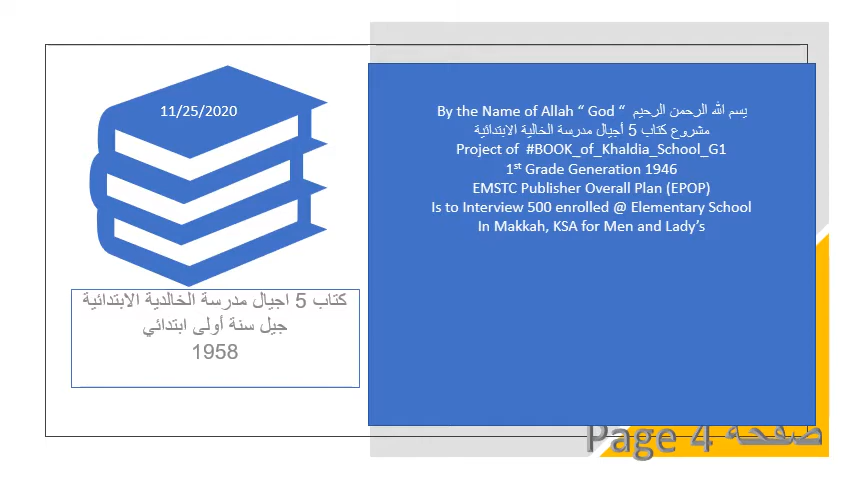 11/25/2020
By the Name of Allah “ God “ بسم الله الرحمن الرحيم
مشروع كتاب 5 أجيال مدرسة الخالية الابتدائية
Project of #BOOK_of_Khaldia_School_G1
1st Grade Generation 1946
EMSTC Publisher Overall Plan (EPOP)
Is to Interview 500 enrolled @ Elementary School
In Makkah, KSA for Men and Lady’s
كتاب 5 اجيال مدرسة الخالدية الابتدائية
جيل سنة أولى ابتدائي
1958
Page 4 صفحة